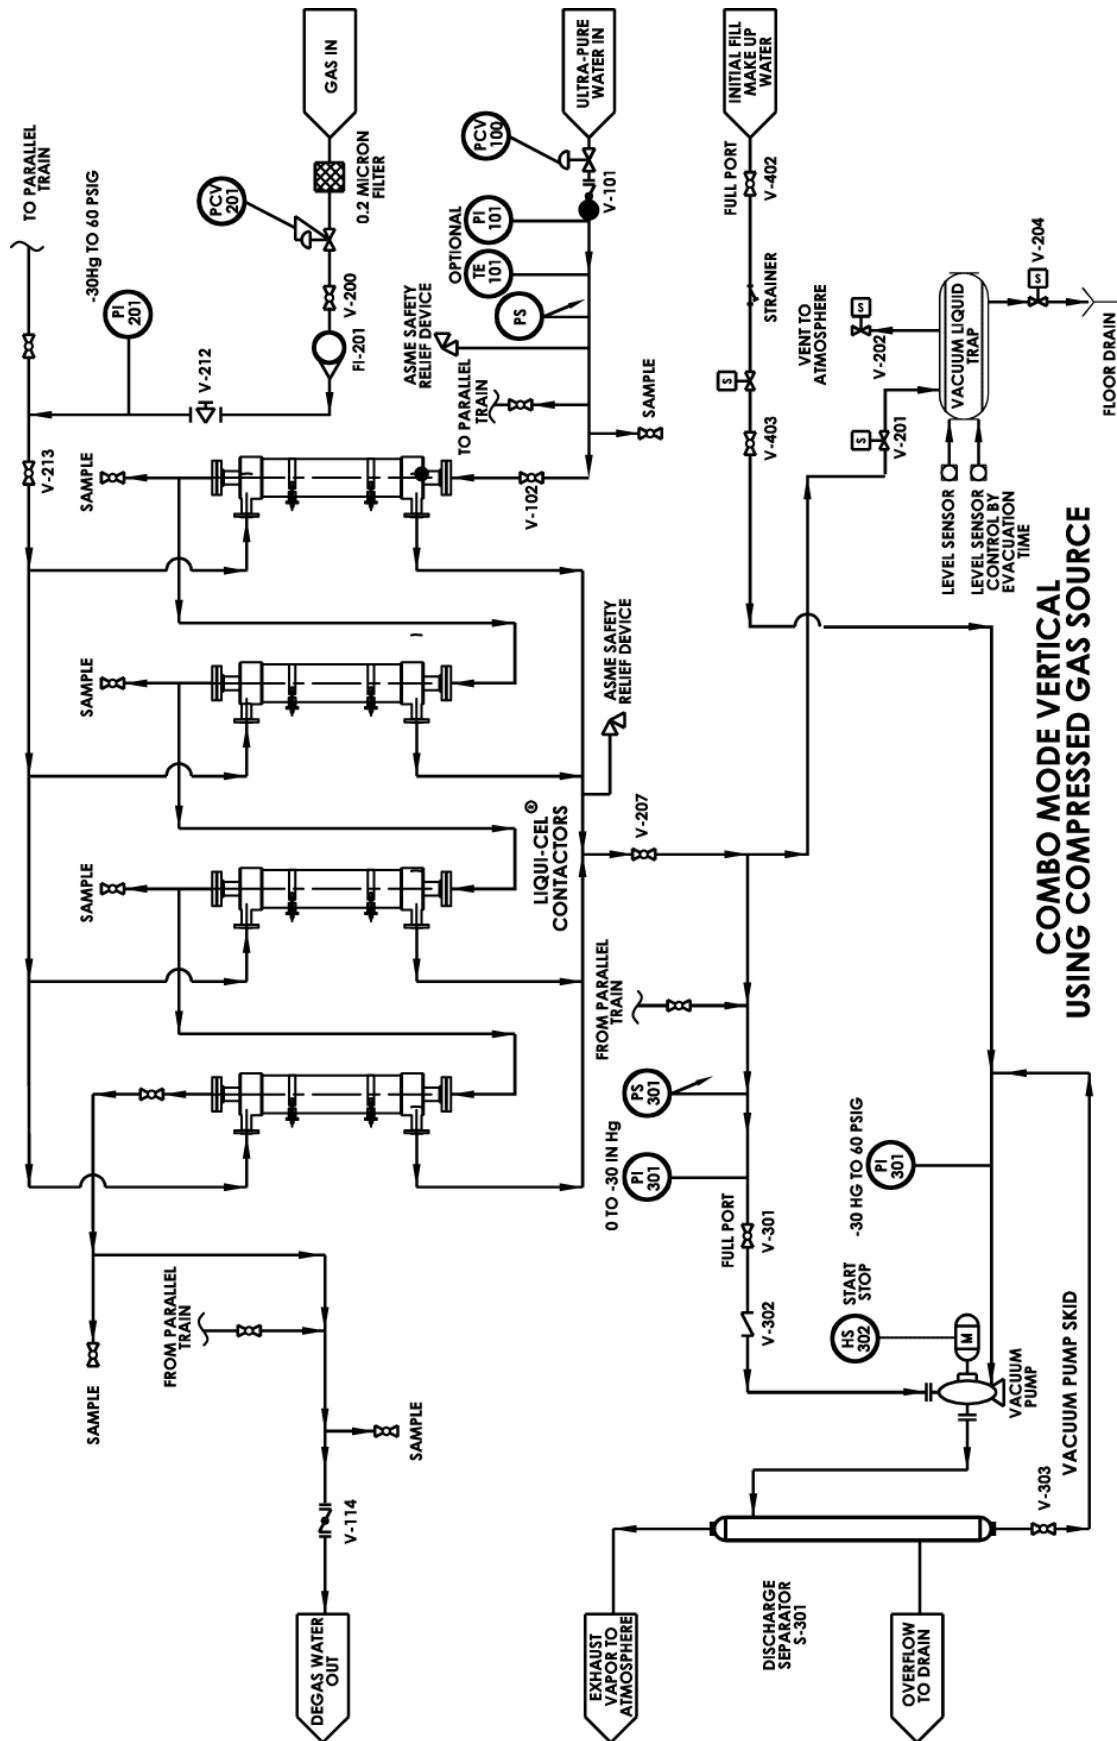 GAS IN
TO PARALLEL
TRAIN
-30Hg TO 60 PSIG
PCV
201
0.2 MICRON
FILTER
PI
201
V-200
V-212
FI-201
V-213
SAMPLE
ULTRA-PURE
WATER IN
PCV
100
V-101
PI
101
OPTIONAL
TE
101
PS
ASME SAFETY
RELIEF DEVICE
TO PARALLEL
TRAIN
SAMPLE
V-102
INITIAL FILL
MAKE UP
WATER
FULL PORT
V-402
STRAINER
S
V-403
VENT TO
ATMOSPHERE
S
V-202
S
V-201
VACUUM LIQUID
TRAP
S
V-204
FLOOR DRAIN
LEVEL SENSOR
LEVEL SENSOR
CONTROL BY
EVACUATION
TIME
SAMPLE
SAMPLE
ASME SAFETY
RELIEF DEVICE
LIQUI-CEL®
CONTACTORS
V-207
COMBO MODE VERTICAL
USING COMPRESSED GAS SOURCE
FROM PARALLEL
TRAIN
PS
301
0 TO -30 IN Hg
PI
301
FULL PORT
V-301
V-302
-30 HG TO 60 PSIG
PI
301
START
STOP
HS
302
M
VACUUM
PUMP
VACUUM PUMP SKID
V-303
FROM PARALLEL
TRAIN
SAMPLE
SAMPLE
V-114
DEGAS WATER
OUT
EXHAUST
VAPOR TO
ATMOSPHERE
DISCHARGE
SEPARATOR
S-301
OVERFLOW
TO DRAIN